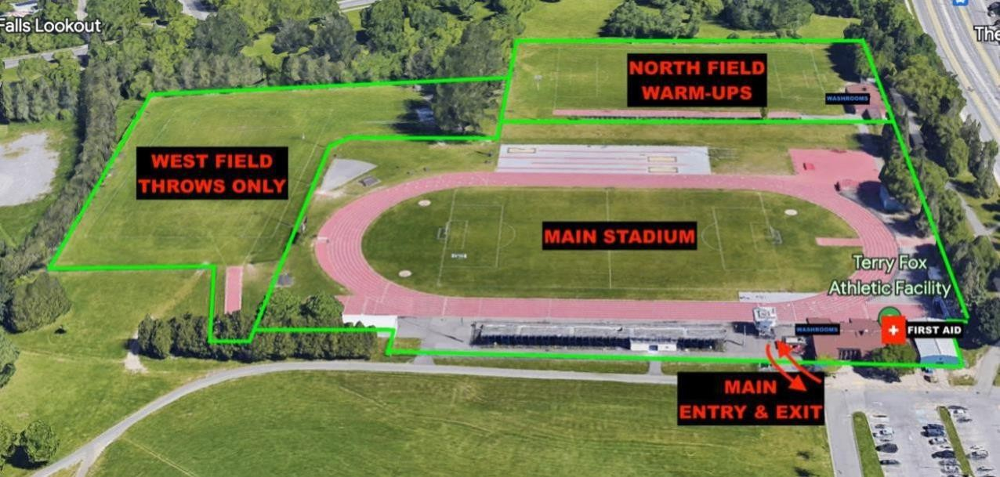 Falls Lookout
The
NORTH FIELD
WARM-UPS
WASHROOMS
WEST FIELD
THROWS ONLY
MAIN STADIUM
Terry Fox
Athletic Facility
WASHROOMS
FIRST AID
MAIN
ENTRY & EXIT